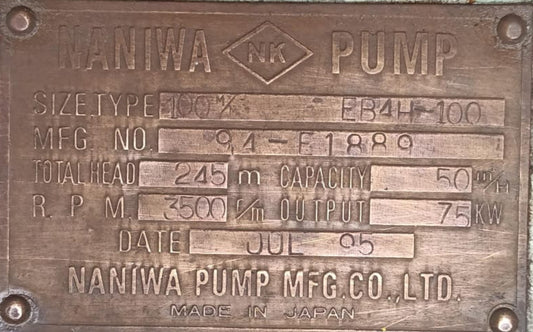 NANIWA NK PUMP
SIZE.TYPE 100 M/M EB4H-100
MFG NO. 94-F1889
TOTAL HEAD 245 m CAPACITY 50 m³/H
R. P. M. 3500 r/m OUTPUT 75 KW
DATE JUL 95
NANIWA PUMP MFG.CO.,LTD.
MADE IN JAPAN